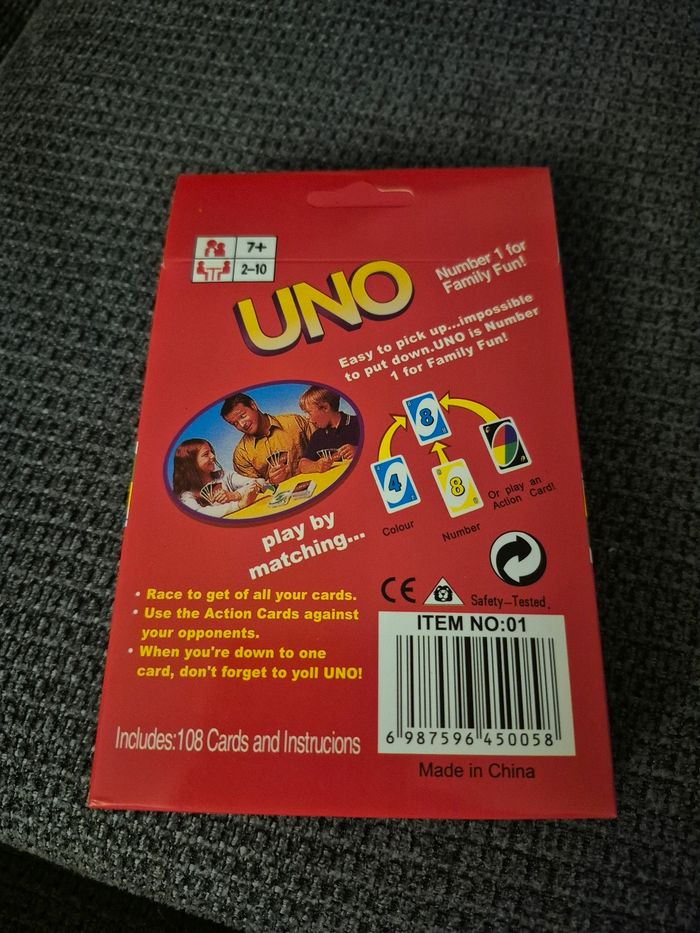 7+
2-10
UNO
Number 1 for
Family Fun!
Easy to pick up...impossible
to put down.UNO is Number
1 for Family Fun!
8
4
8
Colour
Number
Or play an
Action Card!
play by
matching...
• Race to get of all your cards.
• Use the Action Cards against
your opponents.
• When you're down to one
card, don't forget to yoll UNO!
CE
Safety-Tested.
ITEM NO:01
6 987596 450058
Includes:108 Cards and Instrucions
Made in China